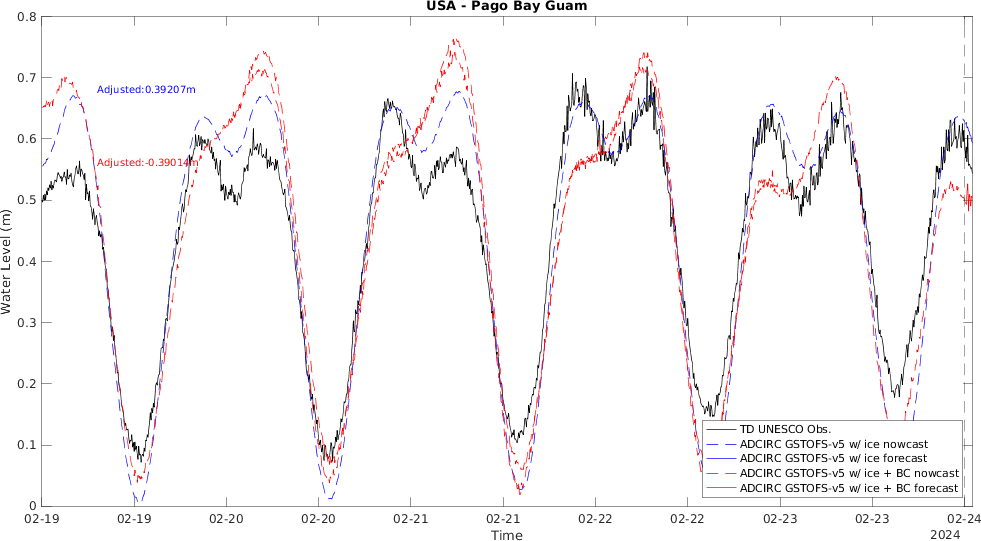 USA - Pago Bay Guam
0.8
0.7
0.6
0.5
0.4
0.3
0.2
0.1
0
Water Level (m)
Adjusted:0.39207m
Adjusted:-0.39014m
TD UNESCO Obs.
ADCIRC GSTOFS-v5 w/ ice nowcast
ADCIRC GSTOFS-v5 w/ ice forecast
ADCIRC GSTOFS-v5 w/ ice + BC nowcast
ADCIRC GSTOFS-v5 w/ ice + BC forecast
02-19 02-19 02-20 02-20 02-21 02-21 02-22 02-22 02-23 02-23 02-24
Time
2024